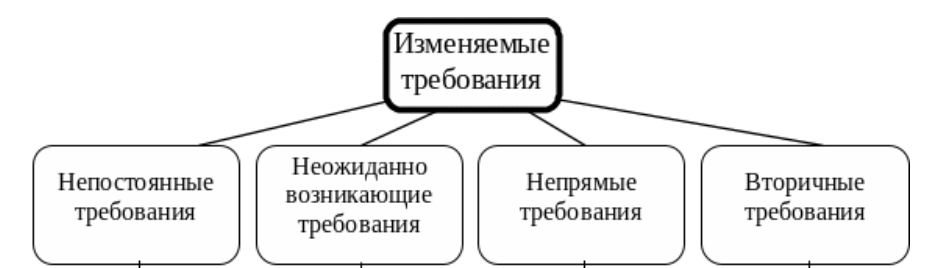 Изменяемые
требования
Непостоянные
требования
Неожиданно
возникающие
требования
Непрямые
требования
Вторичные
требования